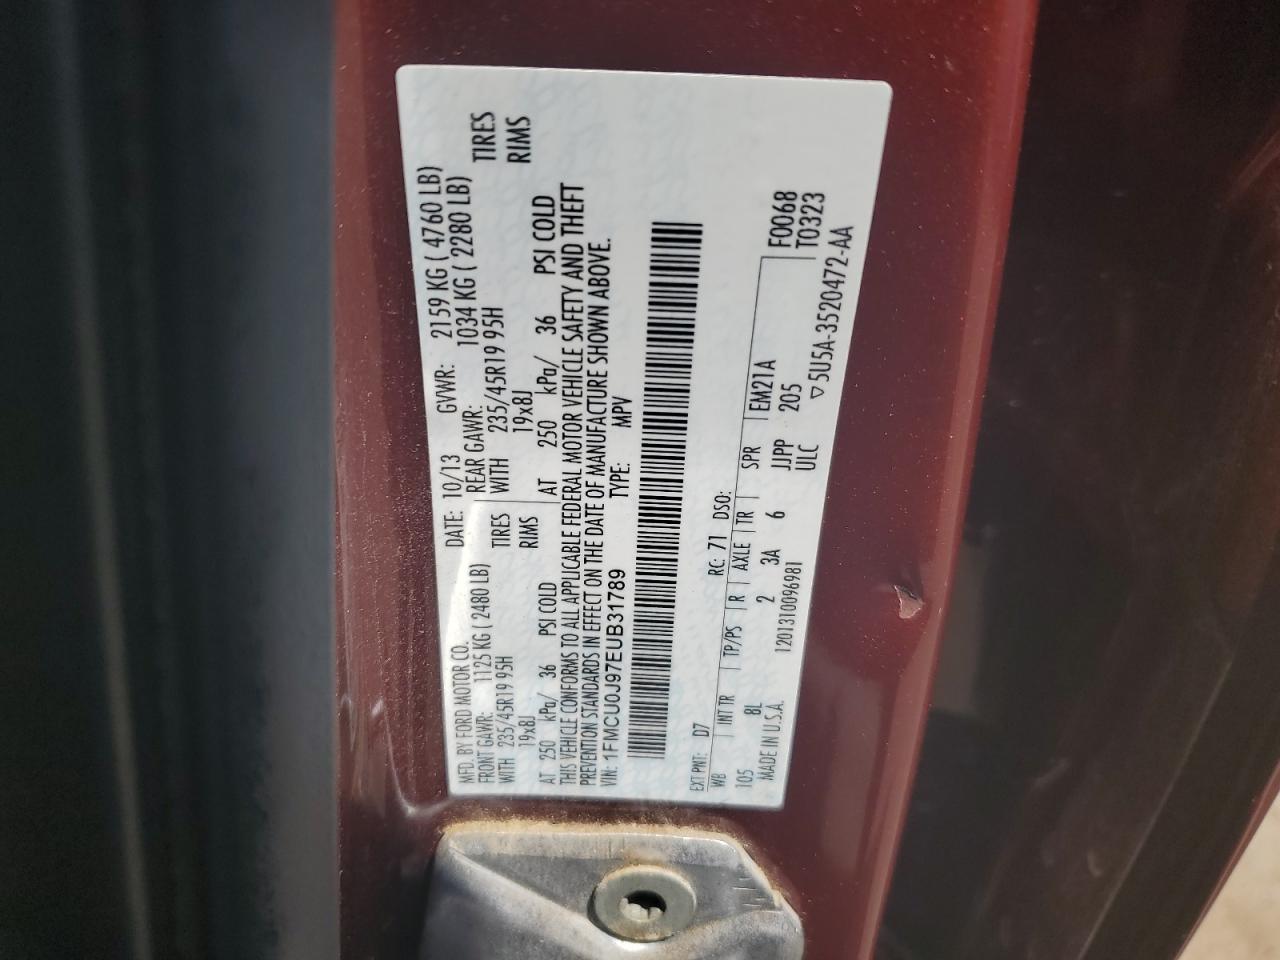 MFD. BY FORD MOTOR CO.
DATE: 10/13 GVWR: 2159 KG ( 4760 LB)
FRONT GAWR: 1125 KG ( 2480 LB) REAR GAWR: 1034 KG ( 2280 LB)
WITH 235/45R19 95H TIRES WITH 235/45R19 95H TIRES
19x8J RIMS 19x8J RIMS
AT 250 kPa/ 36 PSI COLD AT 250 kPa/ 36 PSI COLD
THIS VEHICLE CONFORMS TO ALL APPLICABLE FEDERAL MOTOR VEHICLE SAFETY AND THEFT
PREVENTION STANDARDS IN EFFECT ON THE DATE OF MANUFACTURE SHOWN ABOVE.
VIN: 1FMCU0J97EUB31789 TYPE: MPV
EXT PNT: D7 RC: 71 DSO: F0068
WB INT TR TP/PS R AXLE TR SPR EM21A T0323
105 8L 2 3A 6 JJPP 205
MADE IN U.S.A. 1201310096981 ULC ▽5U5A-3520472-AA